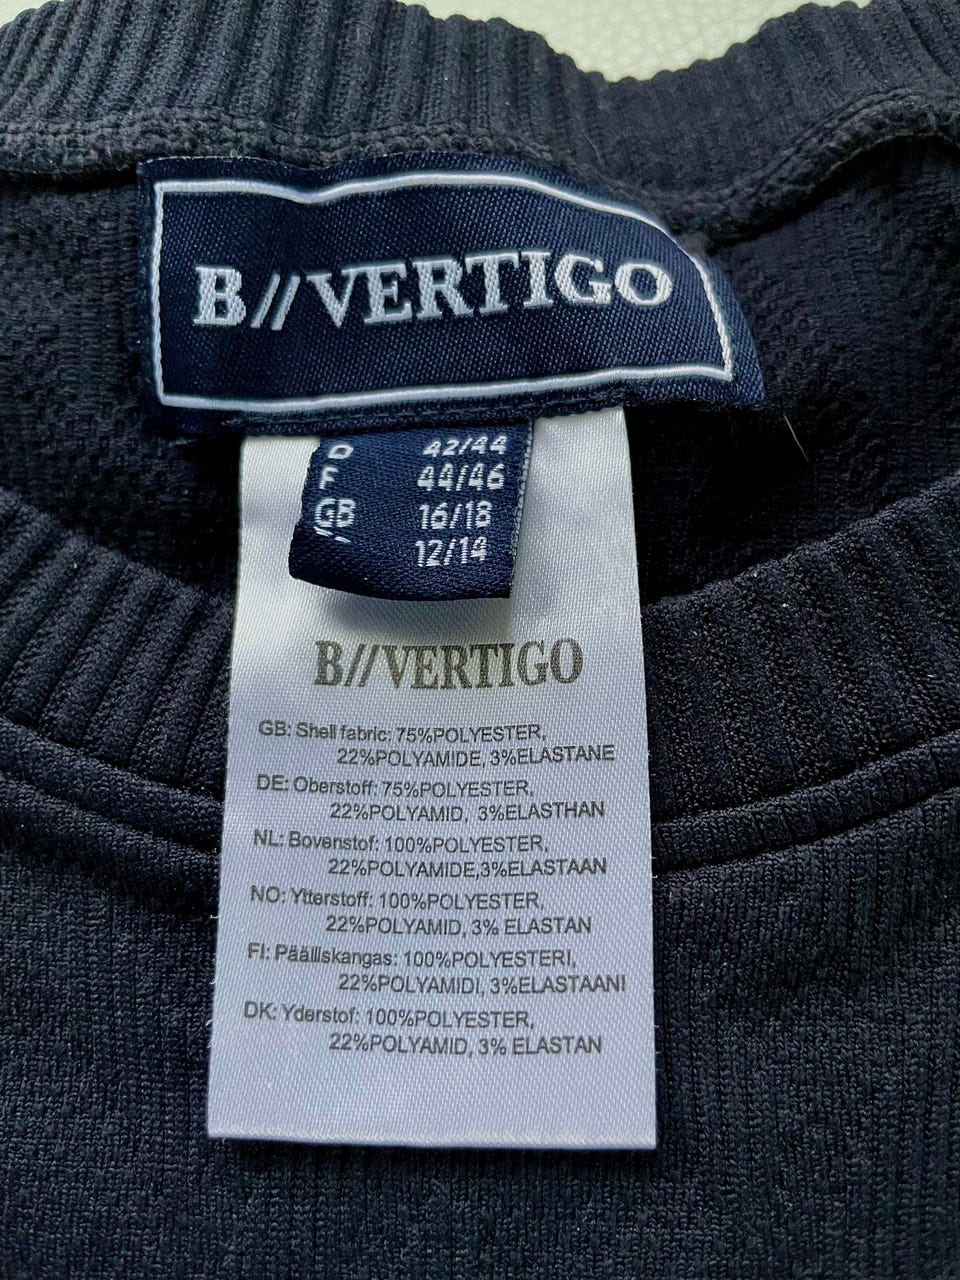 B//VERTIGO
D 42/44
F 44/46
GB 16/18
12/14
B//VERTIGO
GB: Shell fabric: 75%POLYESTER,
22%POLYAMIDE, 3%ELASTANE
DE: Oberstoff: 75%POLYESTER,
22%POLYAMID, 3%ELASTHAN
NL: Bovenstof: 100%POLYESTER,
22%POLYAMIDE,3%ELASTAAN
NO: Ytterstoff: 100%POLYESTER,
22%POLYAMID, 3% ELASTAN
FI: Päälliskangas: 100%POLYESTERI,
22%POLYAMIDI, 3%ELASTAANI
DK: Yderstof: 100%POLYESTER,
22%POLYAMID, 3% ELASTAN